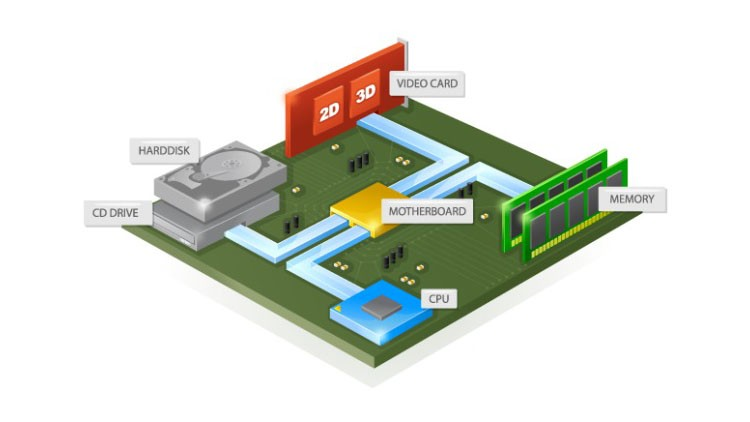 2D
3D
VIDEO CARD
HARDDISK
CD DRIVE
MOTHERBOARD
MEMORY
CPU